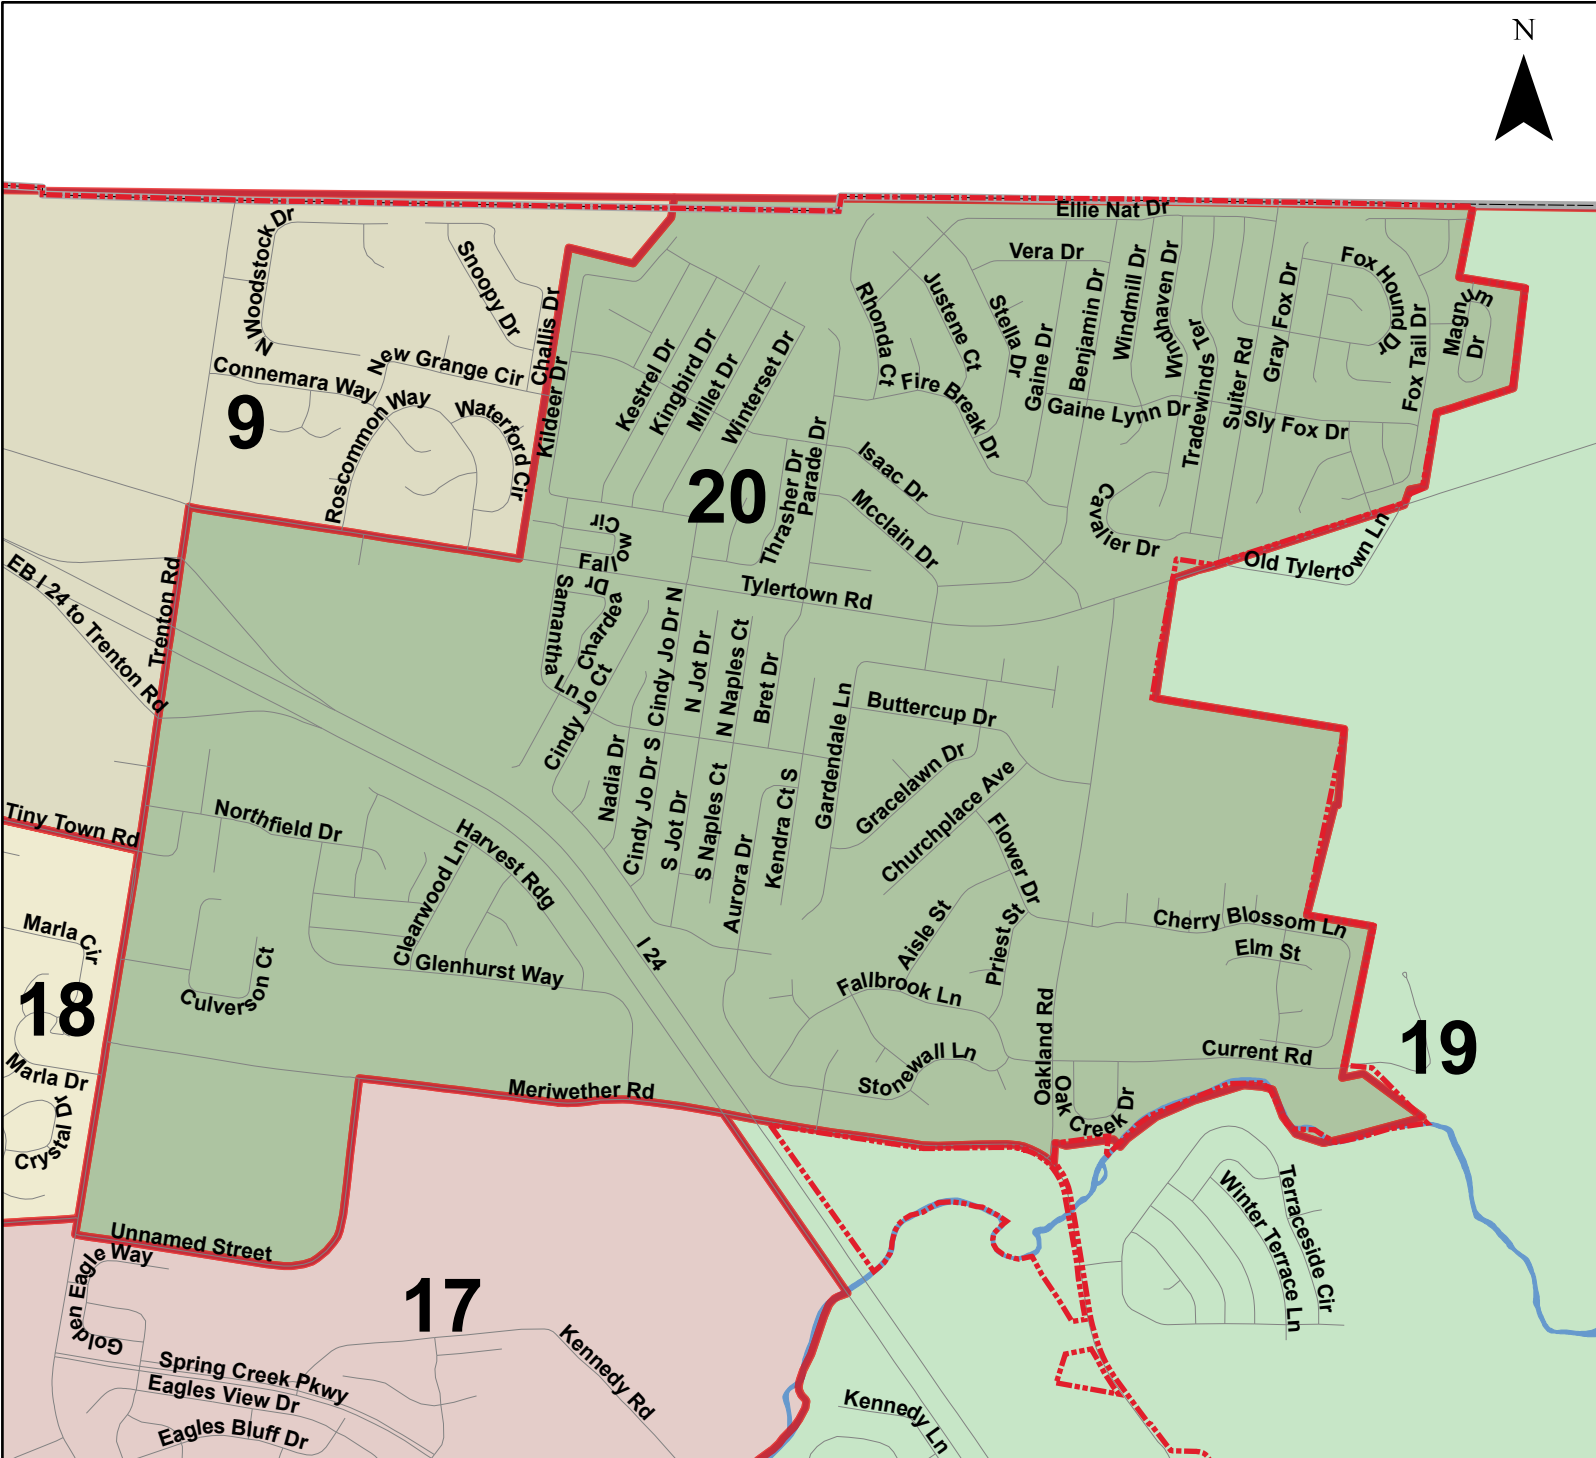 N
Ellie Nat Dr
N Woodstock Dr
Snoopy Dr
Vera Dr
Fox Hound Dr
Challis Dr
Rhonda Ct
Justene Ct
Stella Dr
Gaine Dr
Benjamin Dr
Windmill Dr
Windhaven Dr
Tradewinds Ter
Suiter Rd
Gray Fox Dr
Fox Tail Dr
Magnum Dr
New Grange Cir
Connemara Way
Kildeer Dr
Kestrel Dr
Kingbird Dr
Millet Dr
Winterset Dr
Fire Break Dr
Gaine Lynn Dr
Sly Fox Dr
9
Roscommon Way
Waterford Cir
20
Thrasher Dr
Parade Dr
Isaac Dr
Mcclain Dr
Cavalier Dr
Old Tylertown Ln
Fallow Cir
Trenton Rd
EB I 24 to Trenton Rd
Samantha Ln
Chardea Dr
Tylertown Rd
Cindy Jo Ct
Cindy Jo Dr N
N Jot Dr
N Naples Ct
Bret Dr
Buttercup Dr
Gardendale Ln
Nadia Dr
Cindy Jo Dr S
S Jot Dr
S Naples Ct
Aurora Dr
Kendra Ct S
Gracelawn Dr
Churchplace Ave
Flower Dr
Tiny Town Rd
Northfield Dr
Harvest Rdg
Clearwood Ln
Glenhurst Way
Culverson Ct
I 24
Aisle St
Priest St
Fallbrook Ln
Cherry Blossom Ln
Elm St
Marla Cir
18
Marla Dr
Crystal Dr
Stonewall Ln
Oakland Rd
Current Rd
19
Meriwether Rd
Oak Creek Dr
Unnamed Street
Golden Eagle Way
17
Winter Terrace Ln
Terraceside Cir
Spring Creek Pkwy
Eagles View Dr
Eagles Bluff Dr
Kennedy Rd
Kennedy Ln